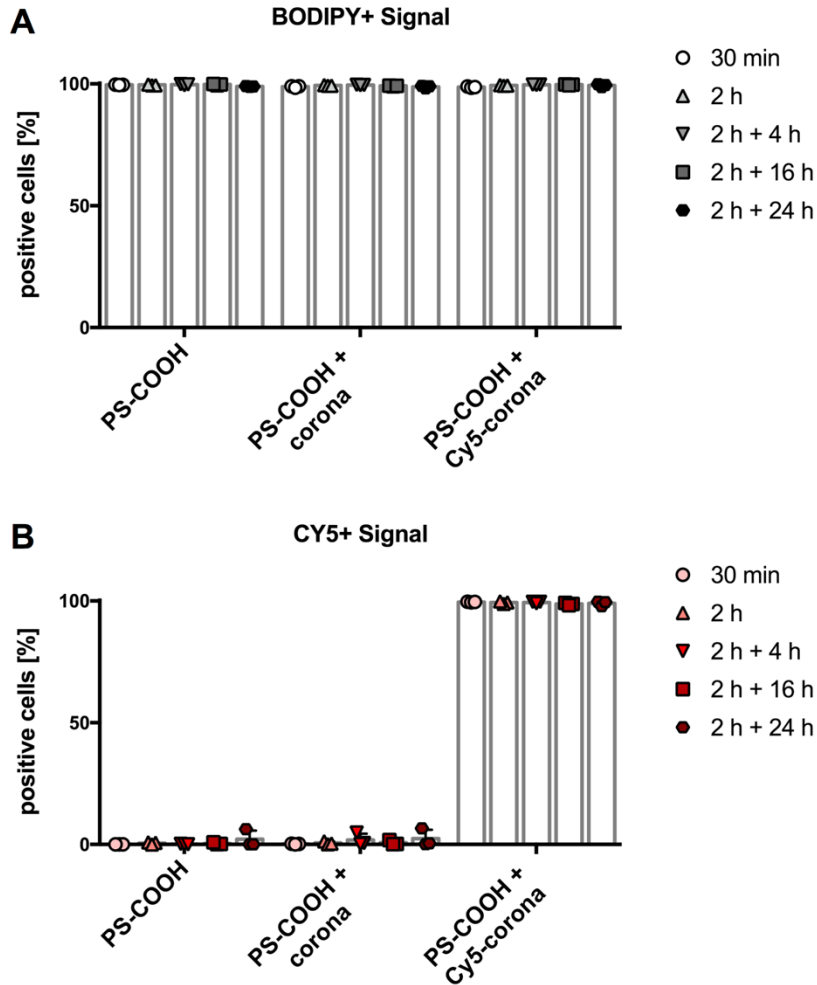 A
BODIPY+ Signal
positive cells [%]
100
50
0
PS-COOH
PS-COOH +
corona
PS-COOH +
Cy5-corona
30 min
2 h
2 h + 4 h
2 h + 16 h
2 h + 24 h
B
CY5+ Signal
positive cells [%]
100
50
0
PS-COOH
PS-COOH +
corona
PS-COOH +
Cy5-corona
30 min
2 h
2 h + 4 h
2 h + 16 h
2 h + 24 h